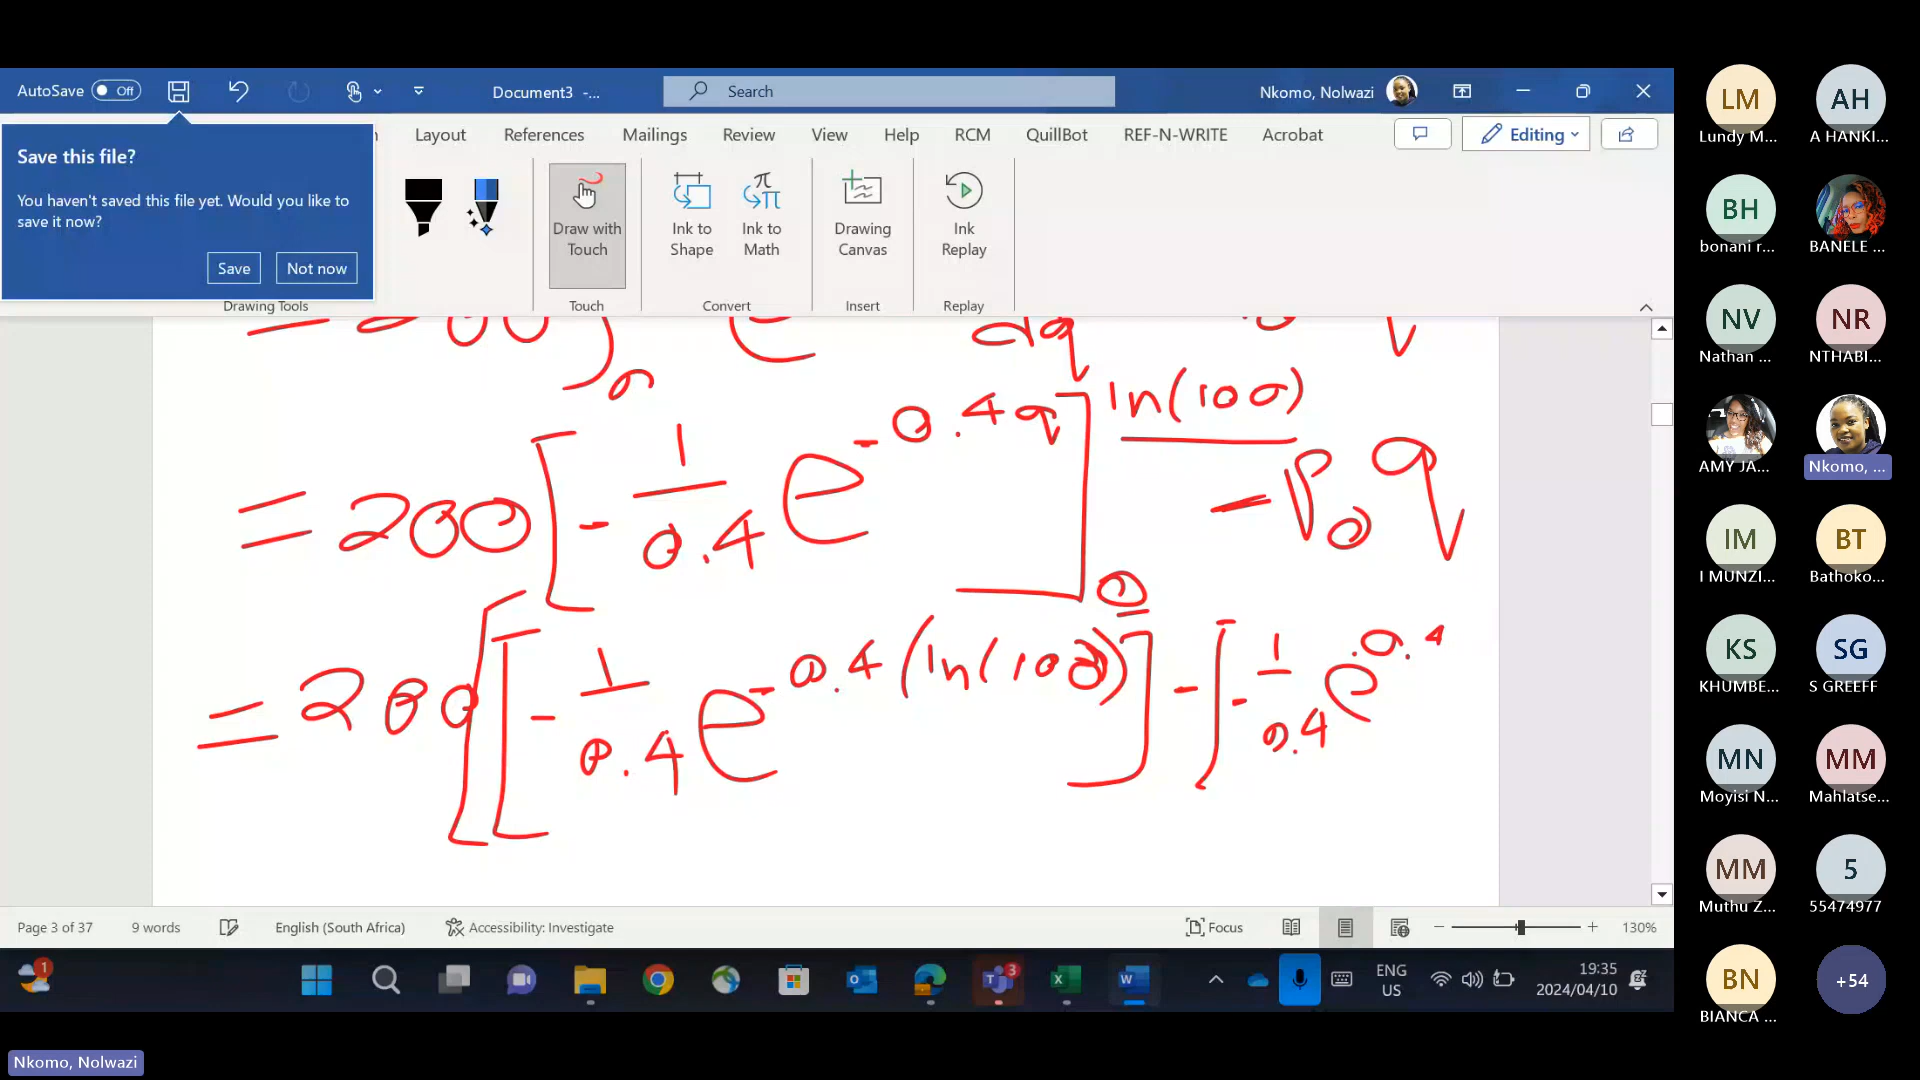 AutoSave Off Document3 -... Search Nkomo, Nolwazi
Layout References Mailings Review View Help RCM QuillBot REF-N-WRITE Acrobat Editing
Save this file?
You haven't saved this file yet. Would you like to
save it now?
Save Not now
Draw with
Touch
Ink to
Shape
Ink to
Math
Drawing
Canvas
Ink
Replay
Drawing Tools Touch Convert Insert Replay
= 200 ∫0 e dq
= 200 [ - 1/0.4 e^-0.4q ] ln(100) 0 - P0 q
= 200 [[ - 1/0.4 e^-0.4(ln(100)) ] - [ - 1/0.4 e^-0.4
Page 3 of 37 9 words English (South Africa) Accessibility: Investigate Focus 130%
1 3 ENG
US
19:35
2024/04/10
Nkomo, Nolwazi
LM AH
Lundy M... A HANKI...
BH
bonani r... BANELE ...
NV NR
Nathan ... NTHABI...
AMY JA... Nkomo, ...
IM BT
I MUNZI... Bathoko...
KS SG
KHUMBE... S GREEFF
MN MM
Moyisi N... Mahlatse...
MM 5
Muthu Z... 55474977
BN +54
BIANCA ...